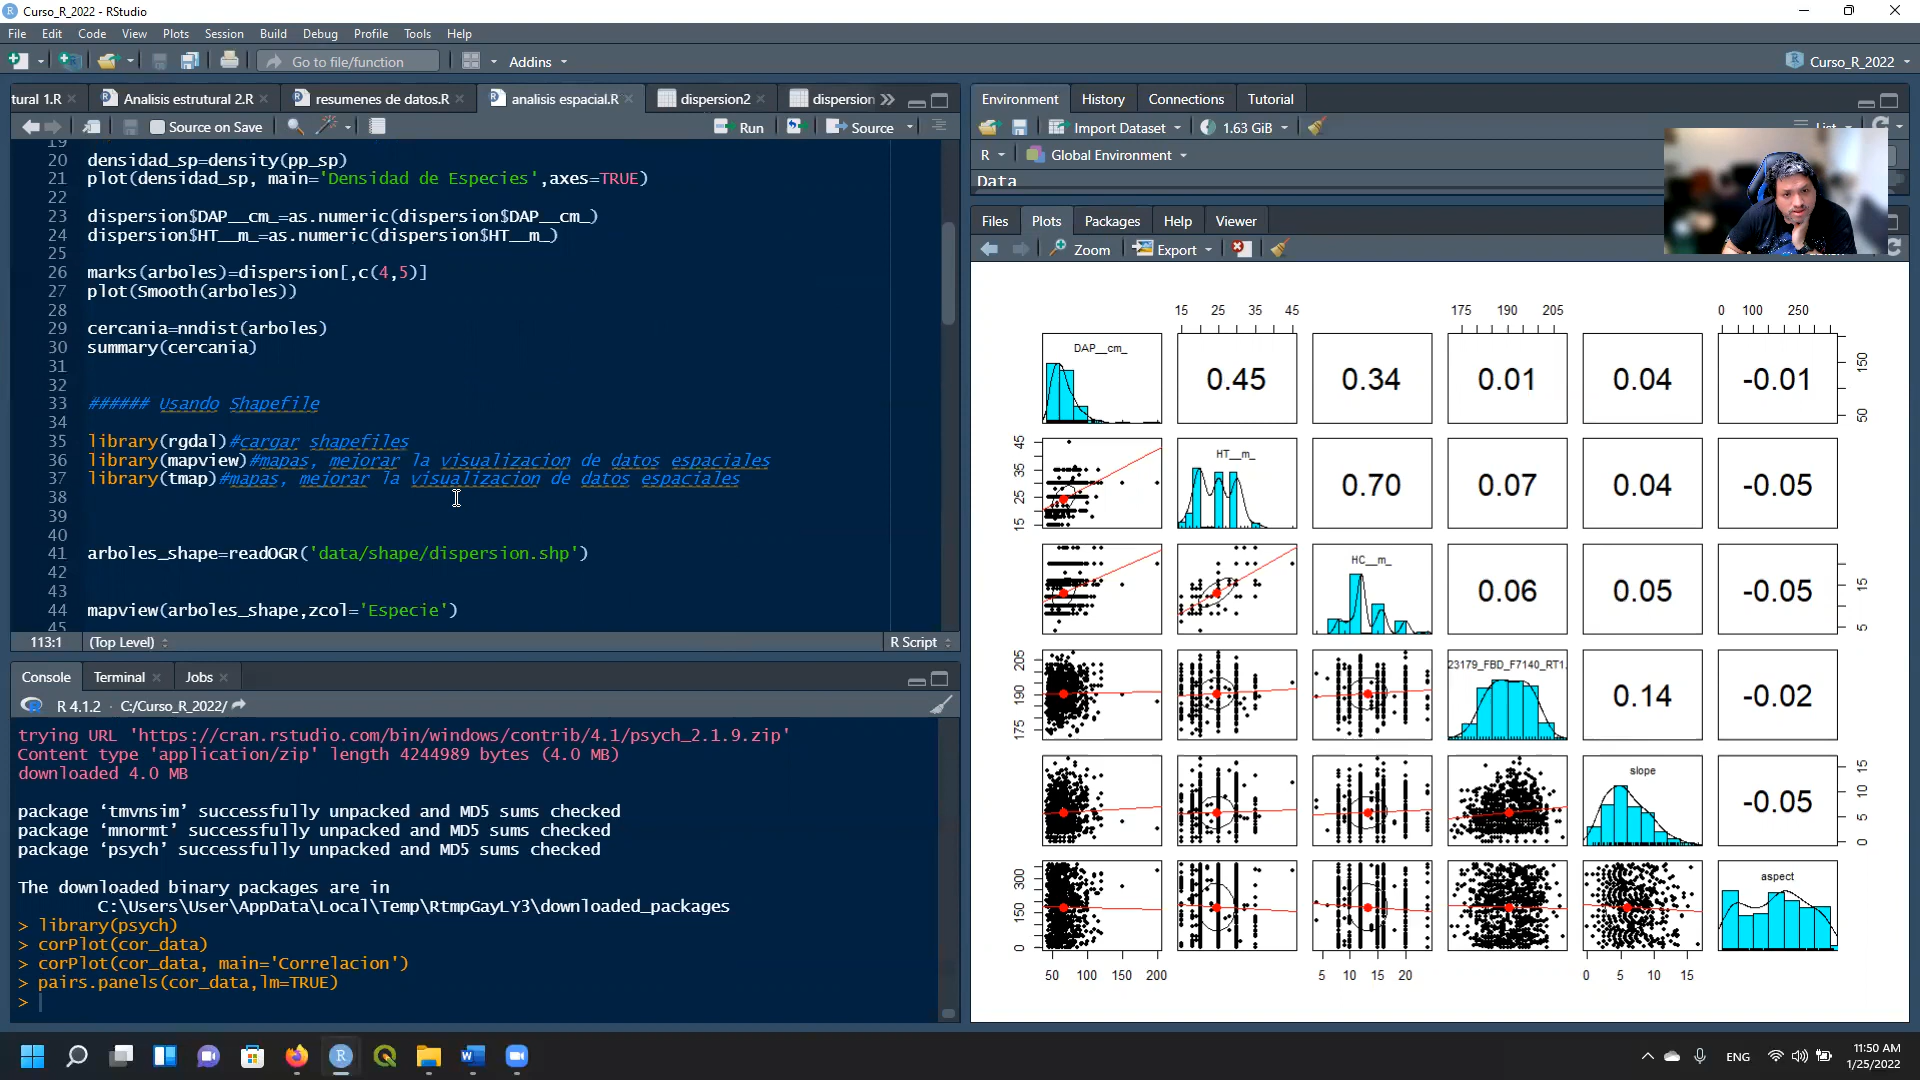 Curso_R_2022 - RStudio
File Edit Code View Plots Session Build Debug Profile Tools Help
Go to file/function Addins Curso_R_2022
tural 1.R Analisis estrutural 2.R resumenes de datos.R analisis espacial.R dispersion2 dispersion
Source on Save Run Source
19
20 densidad_sp=density(pp_sp)
21 plot(densidad_sp, main='Densidad de Especies',axes=TRUE)
22
23 dispersion$DAP__cm_=as.numeric(dispersion$DAP__cm_)
24 dispersion$HT__m_=as.numeric(dispersion$HT__m_)
25
26 marks(arboles)=dispersion[,c(4,5)]
27 plot(Smooth(arboles))
28
29 cercania=nndist(arboles)
30 summary(cercania)
31
32
33 ###### Usando Shapefile
34
35 library(rgdal)#cargar shapefiles
36 library(mapview)#mapas, mejorar la visualizacion de datos espaciales
37 library(tmap)#mapas, mejorar la visualizacion de datos espaciales
38
39
40
41 arboles_shape=readOGR('data/shape/dispersion.shp')
42
43
44 mapview(arboles_shape,zcol='Especie')
45
113:1 (Top Level) R Script
Console Terminal Jobs
R 4.1.2 · C:/Curso_R_2022/
trying URL 'https://cran.rstudio.com/bin/windows/contrib/4.1/psych_2.1.9.zip'
Content type 'application/zip' length 4244989 bytes (4.0 MB)
downloaded 4.0 MB
package ‘tmvnsim’ successfully unpacked and MD5 sums checked
package ‘mnormt’ successfully unpacked and MD5 sums checked
package ‘psych’ successfully unpacked and MD5 sums checked
The downloaded binary packages are in
C:\Users\User\AppData\Local\Temp\RtmpGayLY3\downloaded_packages
> library(psych)
> corPlot(cor_data)
> corPlot(cor_data, main='Correlacion')
> pairs.panels(cor_data,lm=TRUE)
>
Environment History Connections Tutorial
Import Dataset 1.63 GiB List
R Global Environment
Data
Files Plots Packages Help Viewer
Zoom Export
15 25 35 45 175 190 205 0 100 250
DAP__cm_ 0.45 0.34 0.01 0.04 -0.01 50 150
15 25 35 45 HT__m_ 0.70 0.07 0.04 -0.05
HC__m_ 0.06 0.05 -0.05 5 15
175 190 205 23179_FBD_F7140_RT1. 0.14 -0.02
slope -0.05 0 5 10 15
0 150 300 aspect
50 100 150 200 5 10 15 20 0 5 10 15
ENG 11:50 AM
1/25/2022